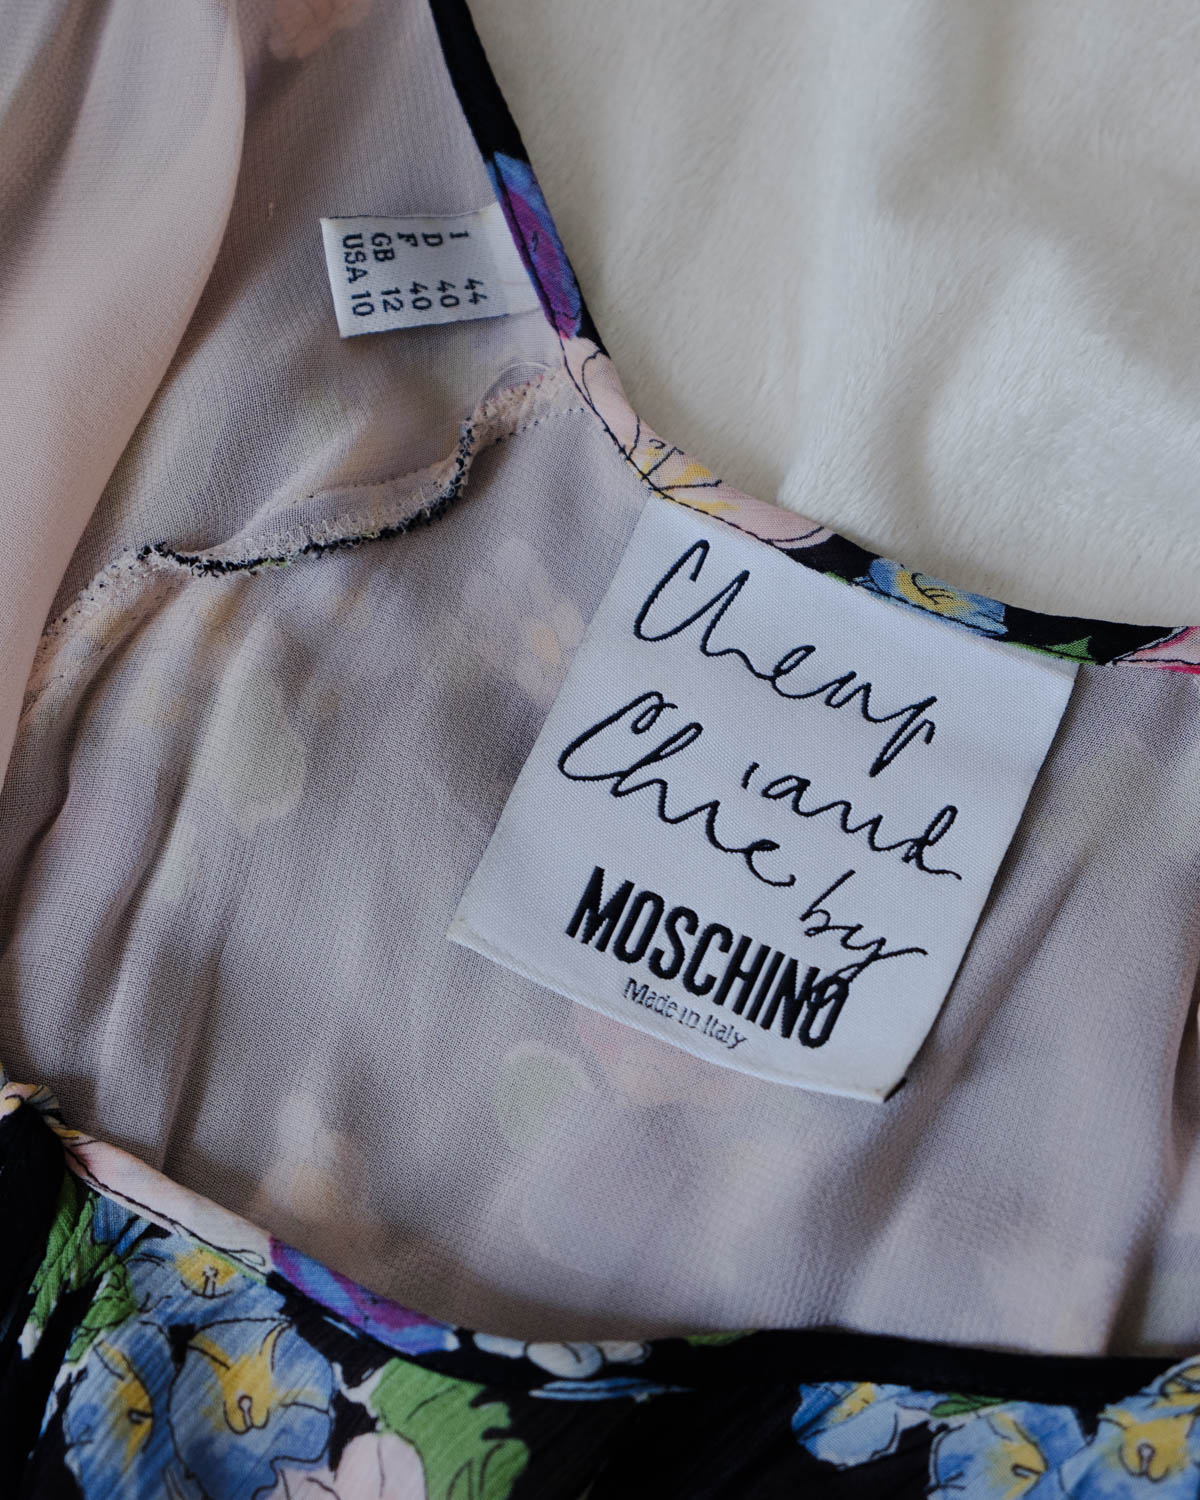 I 44
D 40
F 40
GB 12
USA 10
Cheap
and
Chic by
MOSCHINO
Made in Italy